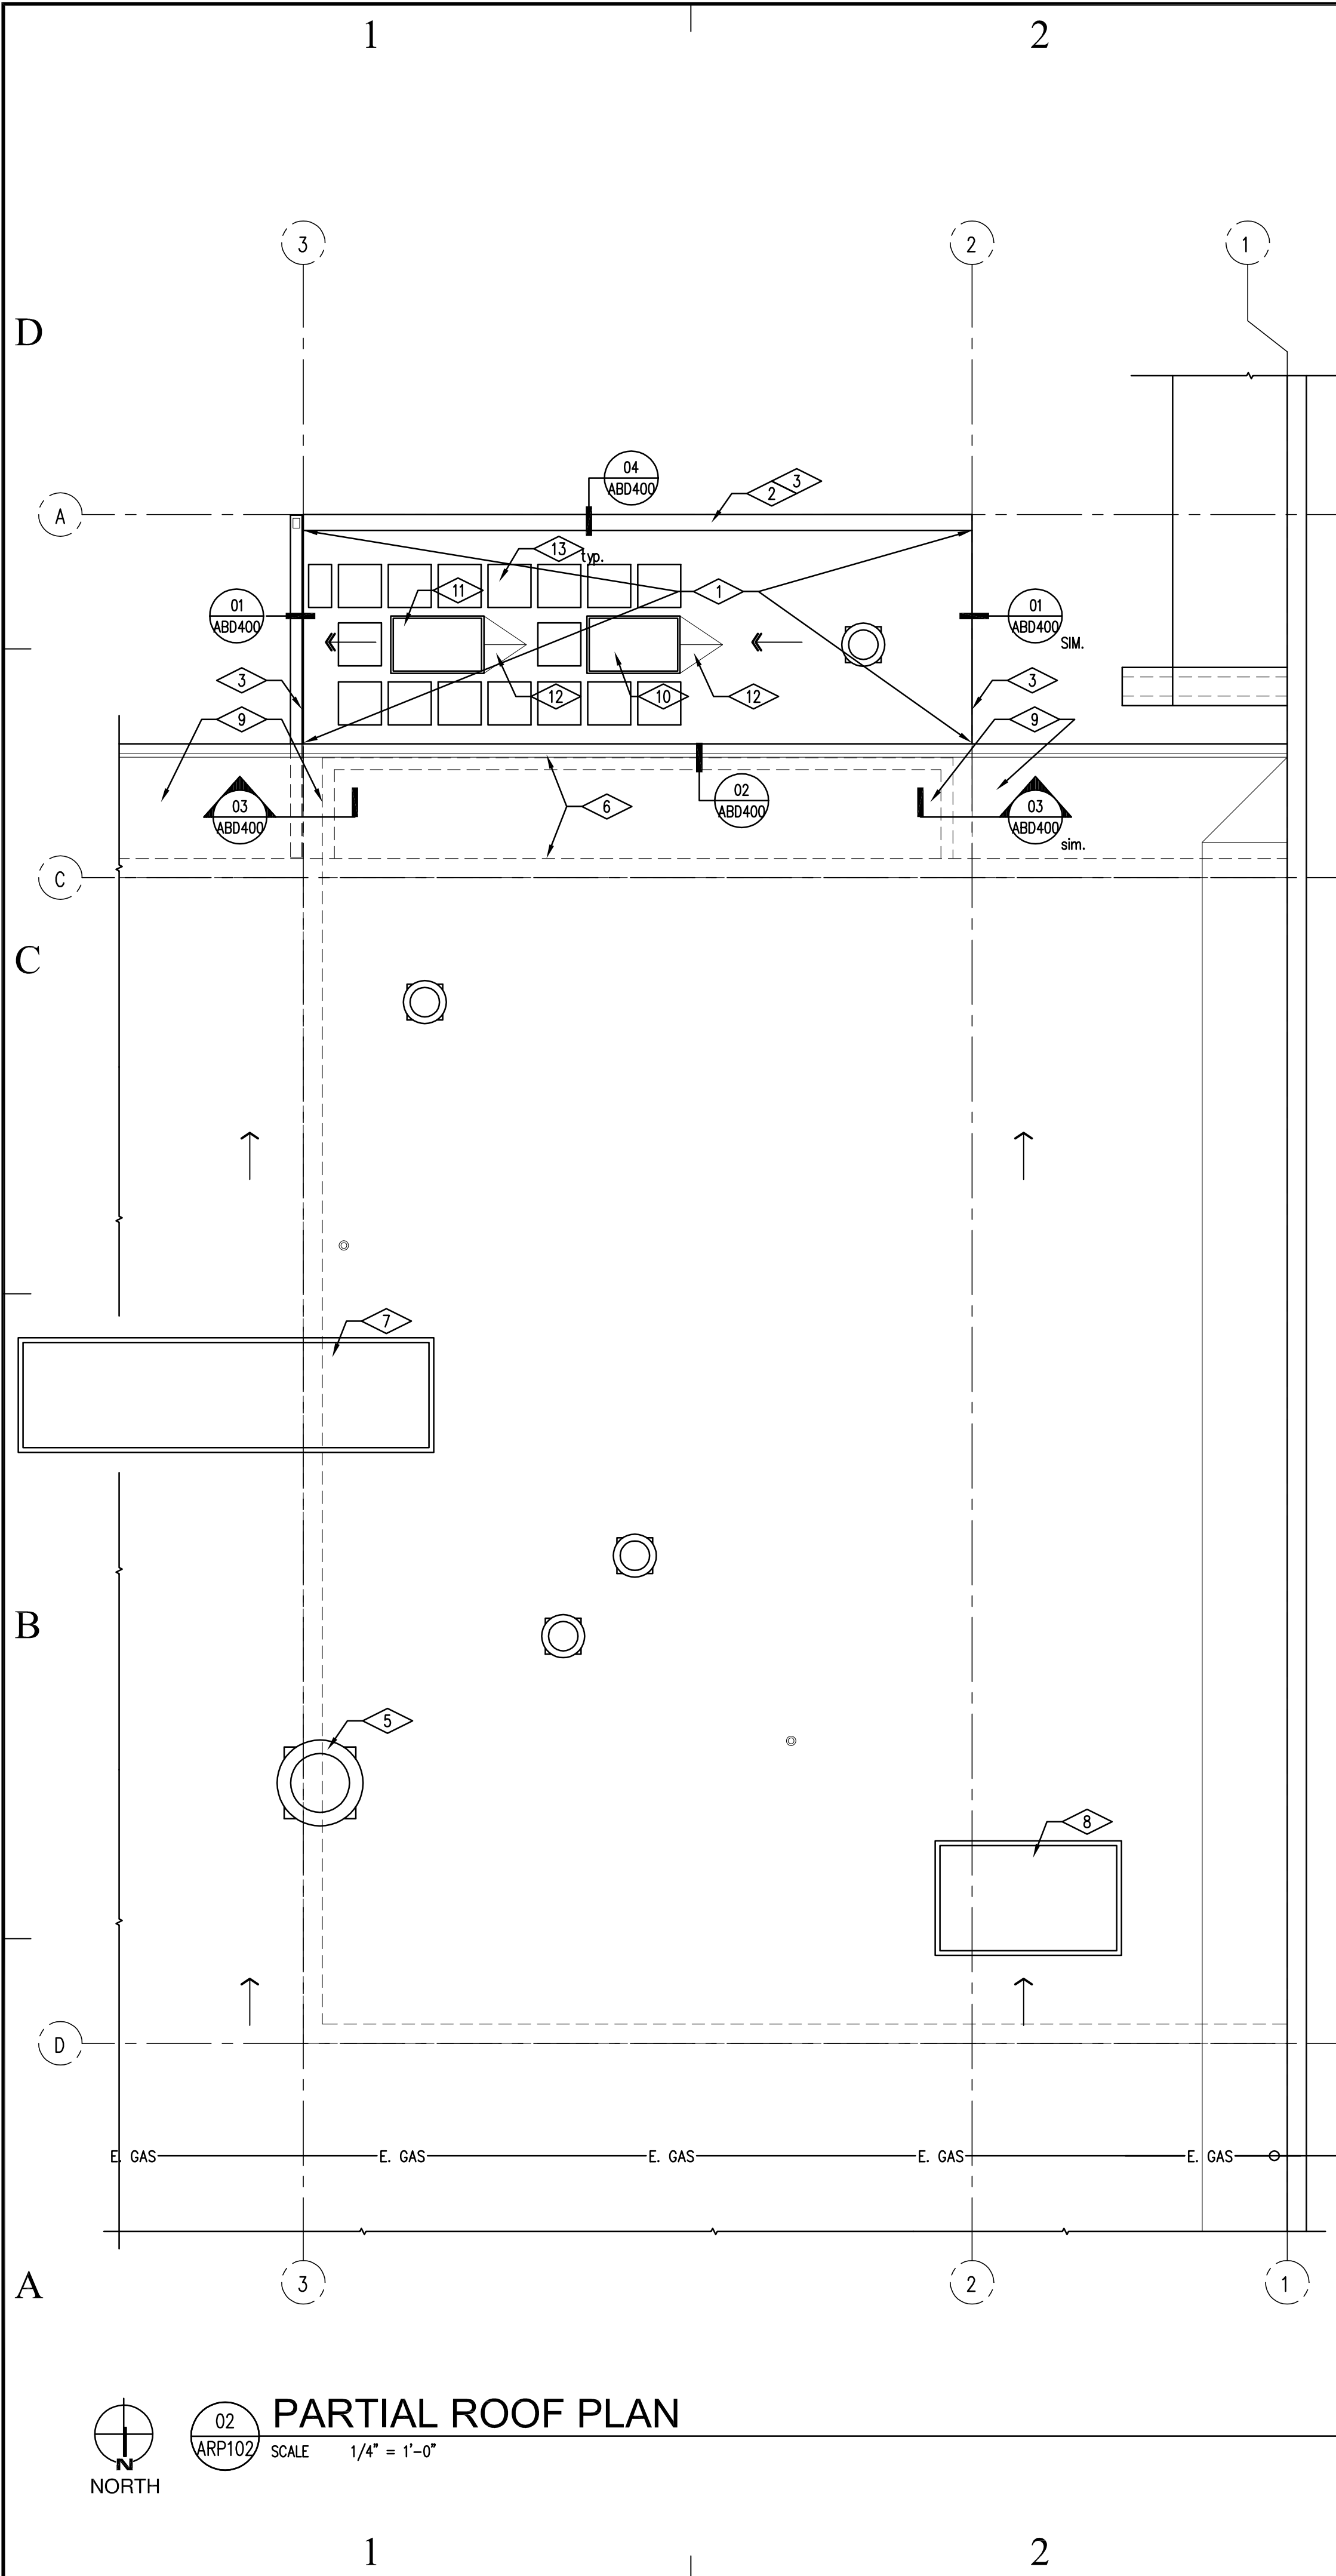 1 2
3 2 1
D
04
ABD400
3
2
A
13 typ.
11
1
01
ABD400
01
ABD400
SIM.
3
12
10
12
3
9
9
6
02
ABD400
03
ABD400
03
ABD400
sim.
C
C
7
B
5
8
D
E. GAS E. GAS E. GAS E. GAS E. GAS
3 2 1
A
02
ARP102
PARTIAL ROOF PLAN
SCALE 1/4" = 1'-0"
N
NORTH
1 2